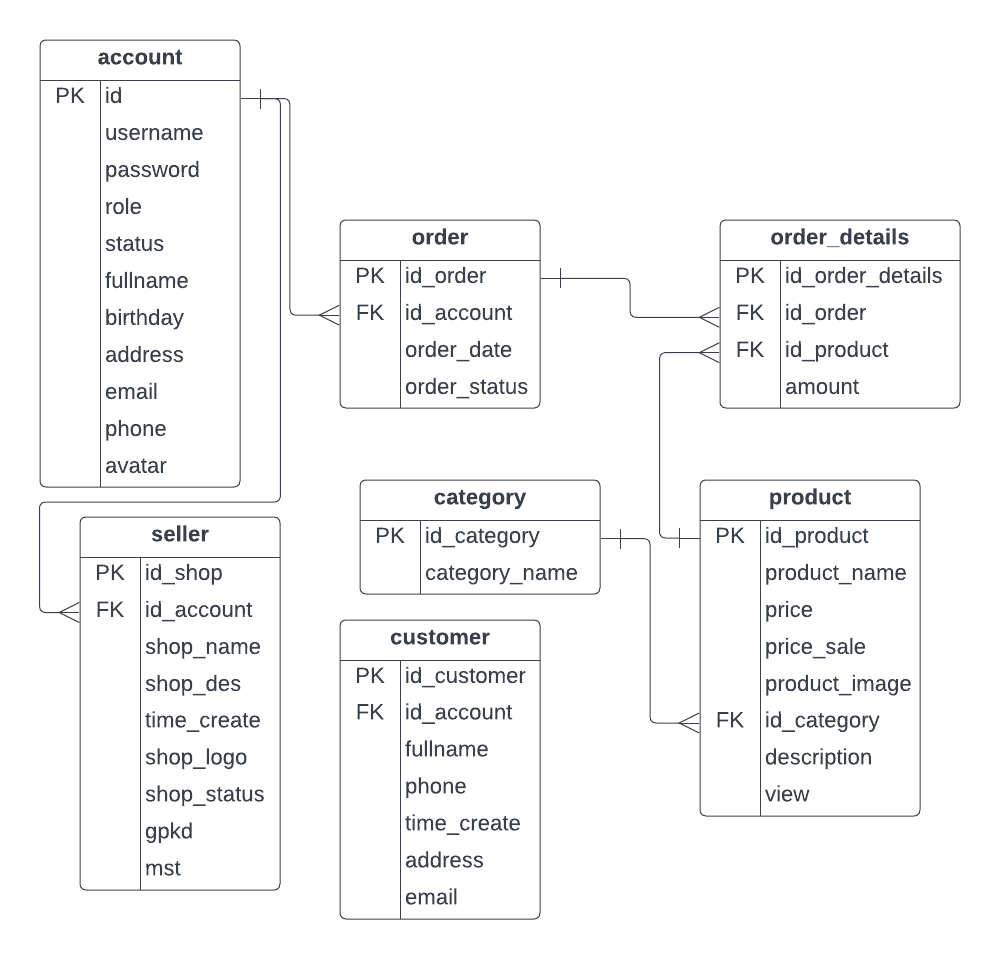 account
PK id
username
password
role
status
fullname
birthday
address
email
phone
avatar
order
PK id_order
FK id_account
order_date
order_status
order_details
PK id_order_details
FK id_order
FK id_product
amount
seller
PK id_shop
FK id_account
shop_name
shop_des
time_create
shop_logo
shop_status
gpkd
mst
category
PK id_category
category_name
customer
PK id_customer
FK id_account
fullname
phone
time_create
address
email
product
PK id_product
product_name
price
price_sale
product_image
FK id_category
description
view